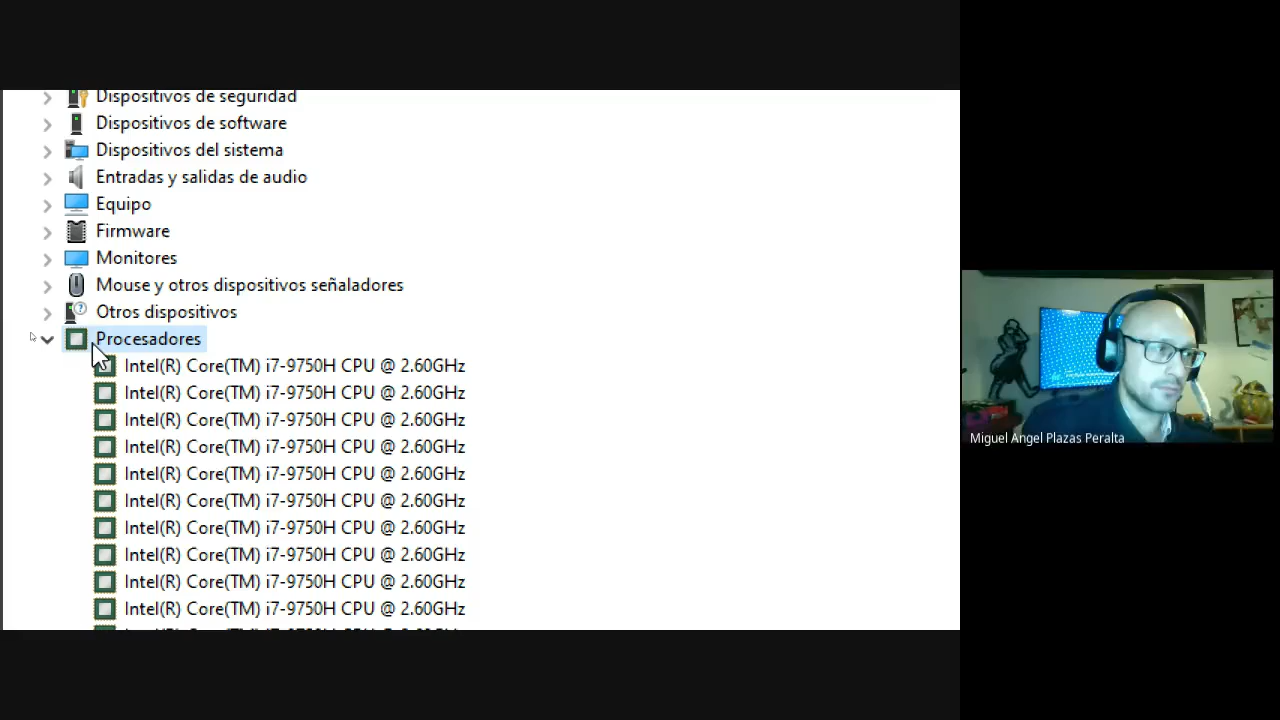 Dispositivos de seguridad
Dispositivos de software
Dispositivos del sistema
Entradas y salidas de audio
Equipo
Firmware
Monitores
Mouse y otros dispositivos señaladores
Otros dispositivos
Procesadores
Intel(R) Core(TM) i7-9750H CPU @ 2.60GHz
Intel(R) Core(TM) i7-9750H CPU @ 2.60GHz
Intel(R) Core(TM) i7-9750H CPU @ 2.60GHz
Intel(R) Core(TM) i7-9750H CPU @ 2.60GHz
Intel(R) Core(TM) i7-9750H CPU @ 2.60GHz
Intel(R) Core(TM) i7-9750H CPU @ 2.60GHz
Intel(R) Core(TM) i7-9750H CPU @ 2.60GHz
Intel(R) Core(TM) i7-9750H CPU @ 2.60GHz
Intel(R) Core(TM) i7-9750H CPU @ 2.60GHz
Intel(R) Core(TM) i7-9750H CPU @ 2.60GHz
Miguel Angel Plazas Peralta